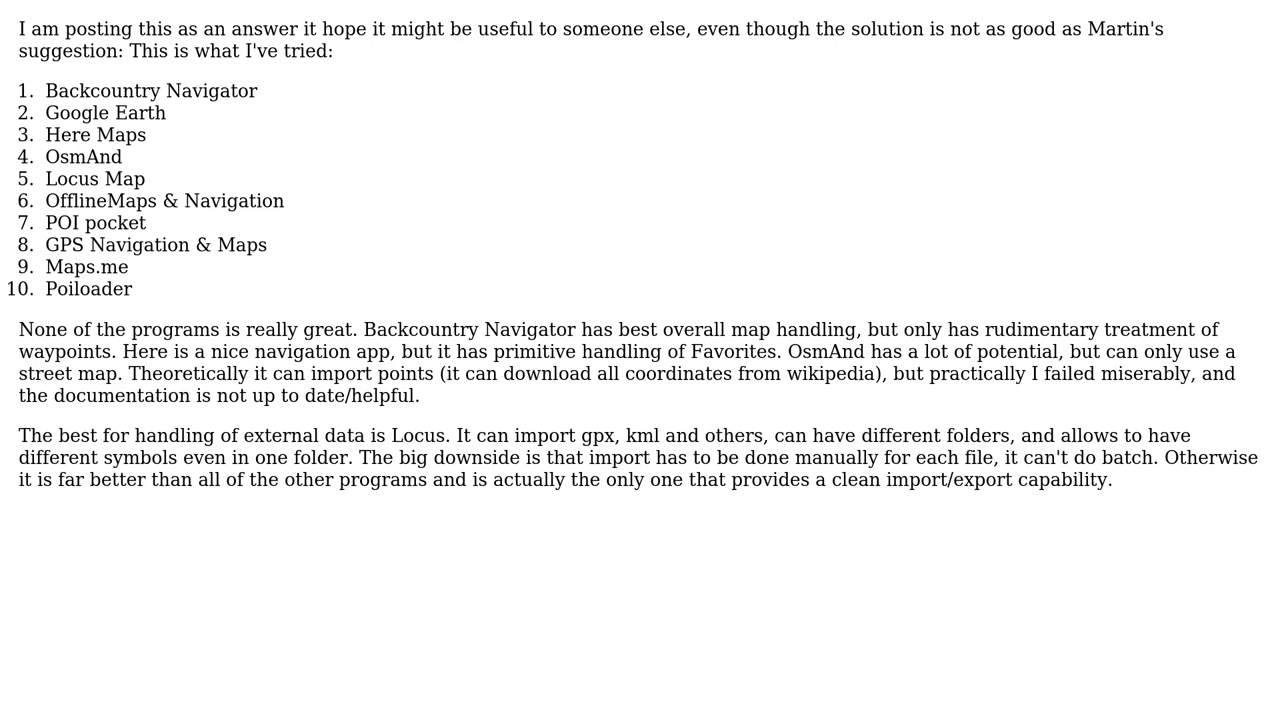 I am posting this as an answer it hope it might be useful to someone else, even though the solution is not as good as Martin's
suggestion: This is what I've tried:
1. Backcountry Navigator
2. Google Earth
3. Here Maps
4. OsmAnd
5. Locus Map
6. OfflineMaps & Navigation
7. POI pocket
8. GPS Navigation & Maps
9. Maps.me
10. Poiloader
None of the programs is really great. Backcountry Navigator has best overall map handling, but only has rudimentary treatment of
waypoints. Here is a nice navigation app, but it has primitive handling of Favorites. OsmAnd has a lot of potential, but can only use a
street map. Theoretically it can import points (it can download all coordinates from wikipedia), but practically I failed miserably, and
the documentation is not up to date/helpful.
The best for handling of external data is Locus. It can import gpx, kml and others, can have different folders, and allows to have
different symbols even in one folder. The big downside is that import has to be done manually for each file, it can't do batch. Otherwise
it is far better than all of the other programs and is actually the only one that provides a clean import/export capability.